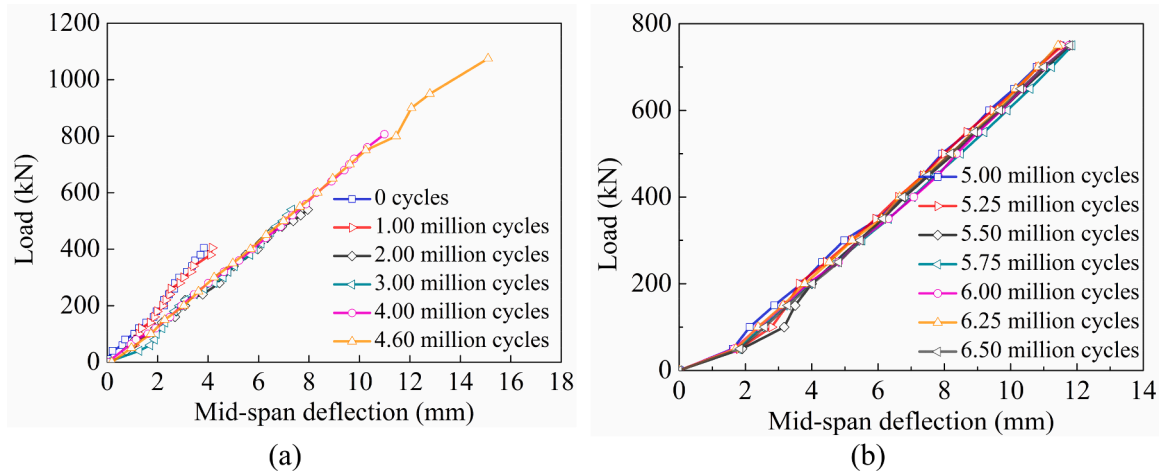 1200
1000
800
600
400
200
0
0 2 4 6 8 10 12 14 16 18
Load (kN)
Mid-span deflection (mm)
0 cycles
1.00 million cycles
2.00 million cycles
3.00 million cycles
4.00 million cycles
4.60 million cycles
(a)
800
600
400
200
0
0 2 4 6 8 10 12 14
Load (kN)
Mid-span deflection (mm)
5.00 million cycles
5.25 million cycles
5.50 million cycles
5.75 million cycles
6.00 million cycles
6.25 million cycles
6.50 million cycles
(b)